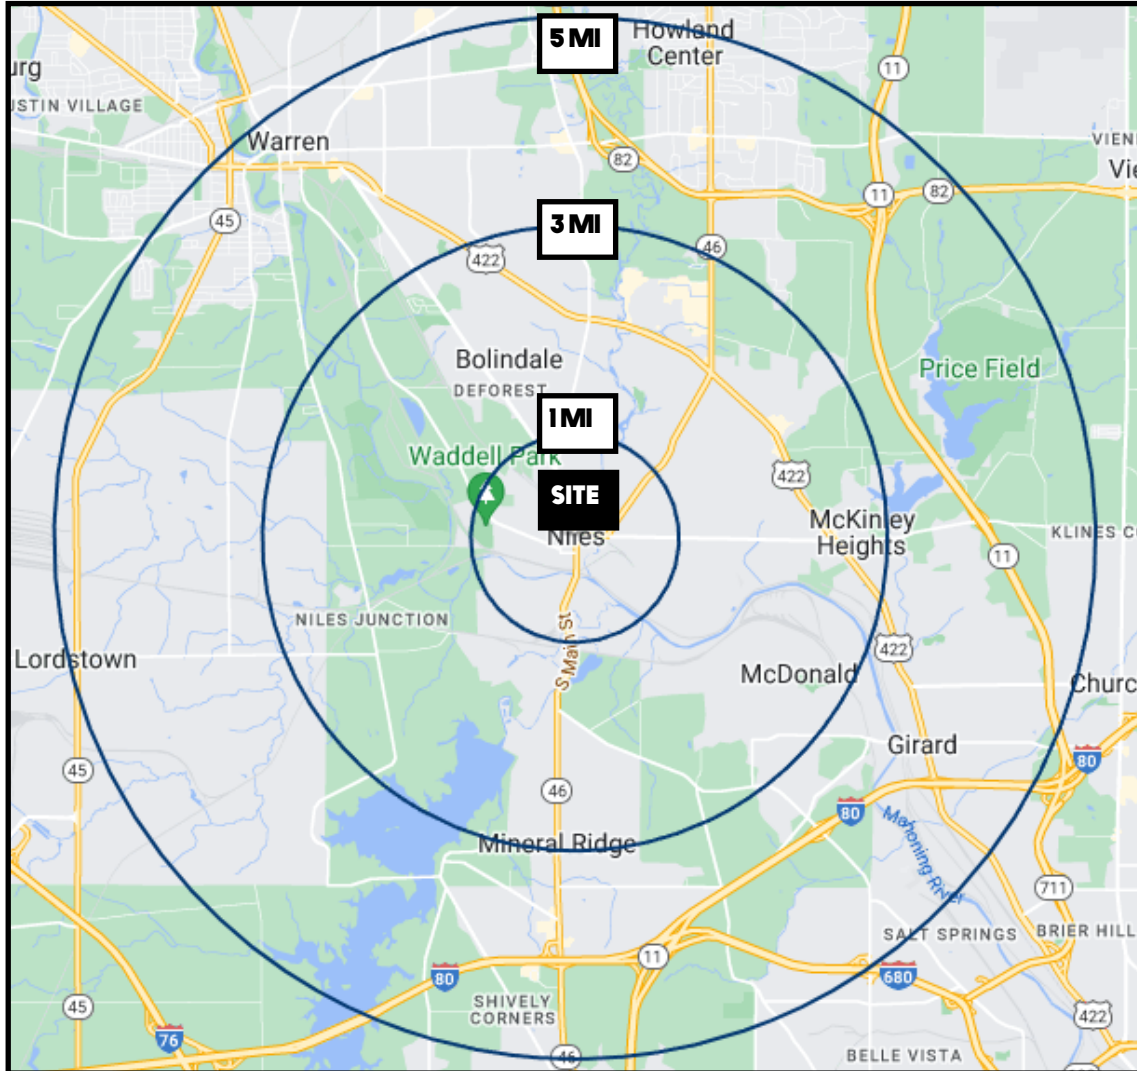 5 MI
Howland
Center
urg
11
USTIN VILLAGE
Warren
VIEN
82
Vie
11
82
45
3 MI
46
422
Bolindale
DEFOREST
Price Field
1 MI
Waddell Park
422
SITE
McKinley
Heights
Niles
KLINES C
11
NILES JUNCTION
S Main St
422
Lordstown
McDonald
Churc
Girard
80
45
46
80
Mahoning River
Mineral Ridge
711
SALT SPRINGS
BRIER HILL
11
80
680
SHIVELY
CORNERS
45
422
76
46
BELLE VISTA